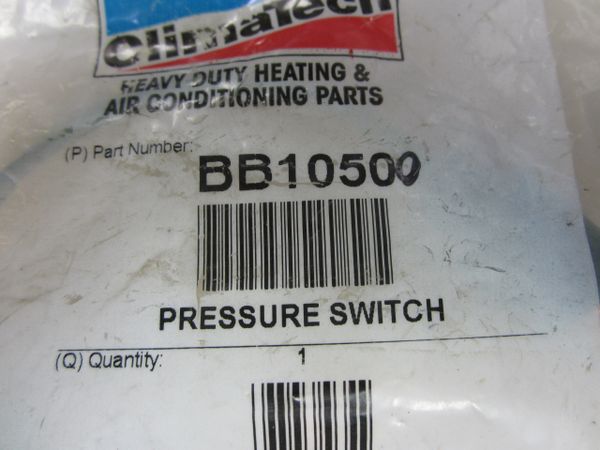 ClimaTech
HEAVY DUTY HEATING &
AIR CONDITIONING PARTS
(P) Part Number:
BB10500
PRESSURE SWITCH
(Q) Quantity:
1